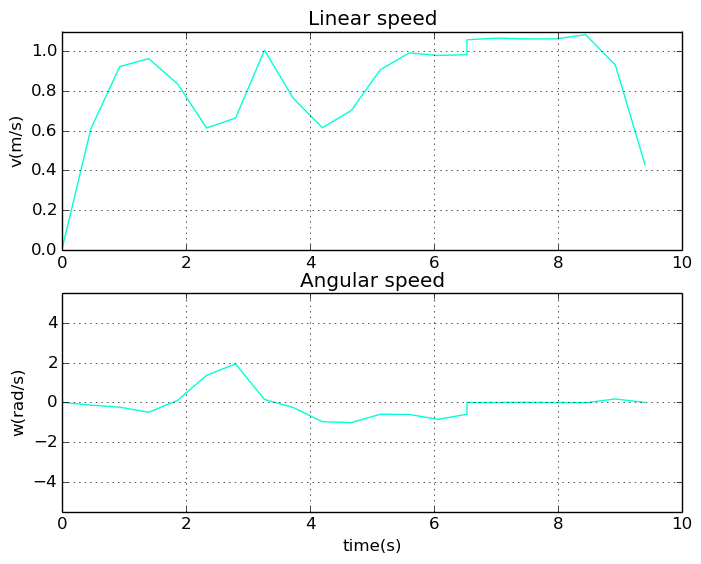 Linear speed
v(m/s)
1.0
0.8
0.6
0.4
0.2
0.0
0 2 4 6 8 10
Angular speed
w(rad/s)
4
2
0
−2
−4
0 2 4 6 8 10
time(s)